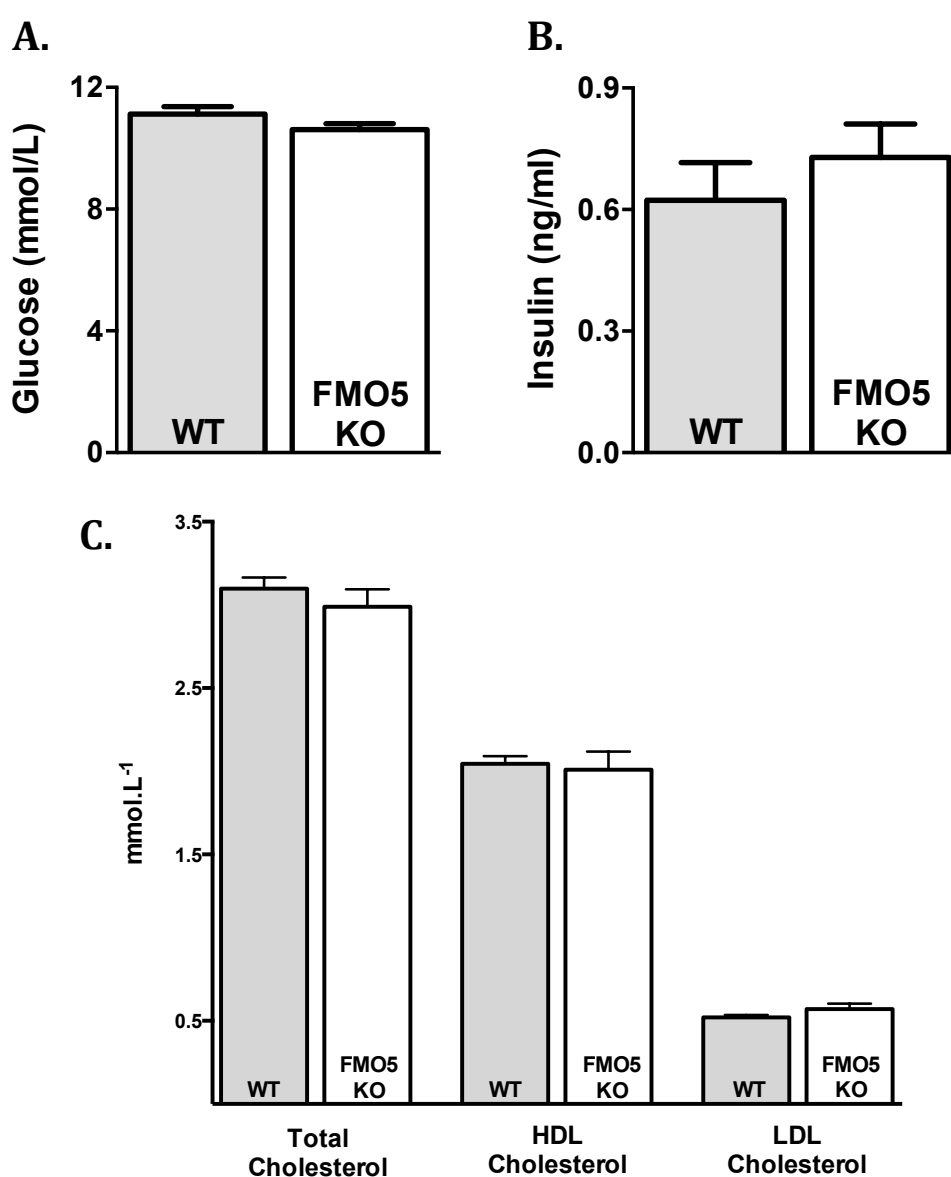 A.
Glucose (mmol/L)
12
8
4
0
WT
FMO5
KO
B.
Insulin (ng/ml)
0.9
0.6
0.3
0.0
WT
FMO5
KO
C.
mmol.L-1
3.5
2.5
1.5
0.5
WT
FMO5
KO
WT
FMO5
KO
WT
FMO5
KO
Total
Cholesterol
HDL
Cholesterol
LDL
Cholesterol